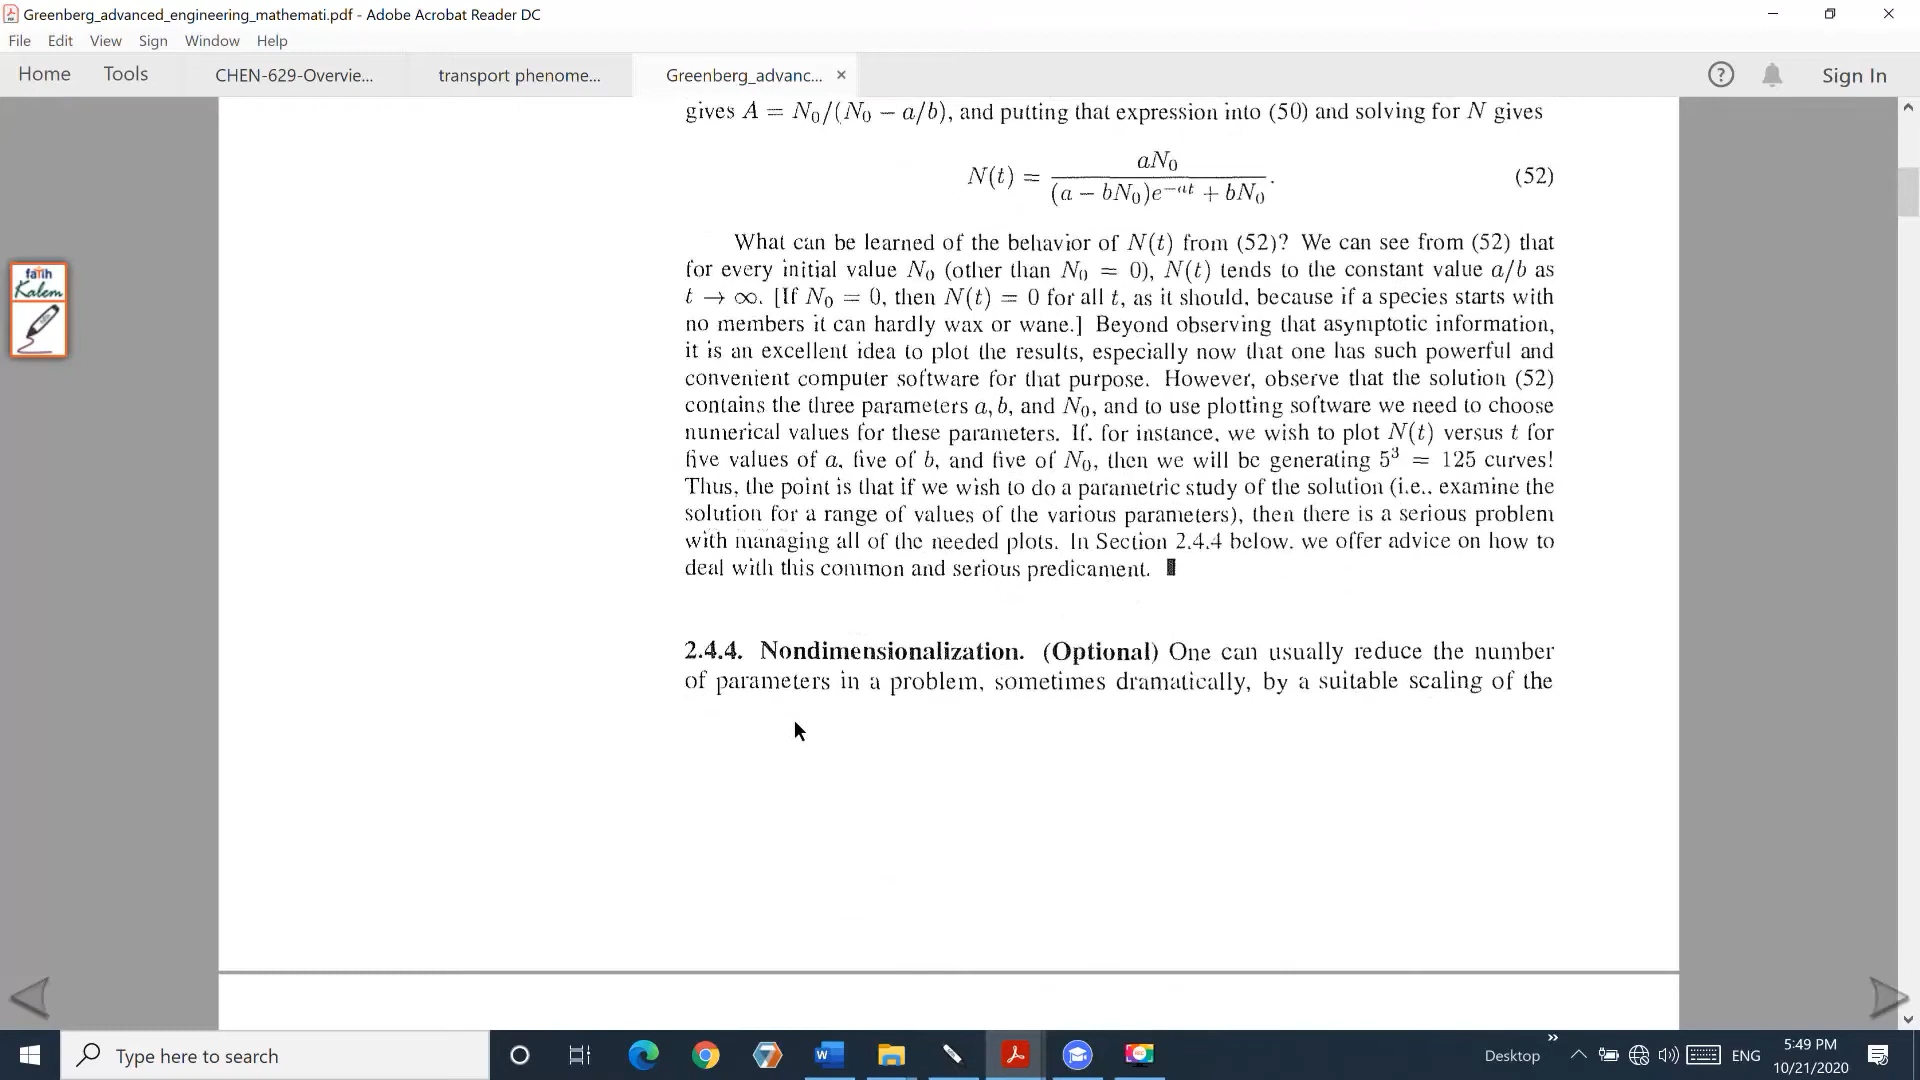 Greenberg_advanced_engineering_mathemati.pdf - Adobe Acrobat Reader DC
File Edit View Sign Window Help
Home Tools CHEN-629-Overvie... transport phenome... Greenberg_advanc... × Sign In
gives A = N₀/(N₀ − a/b), and putting that expression into (50) and solving for N gives
N(t) = aN₀ / ((a − bN₀)e^{−at} + bN₀). (52)
What can be learned of the behavior of N(t) from (52)? We can see from (52) that
for every initial value N₀ (other than N₀ = 0), N(t) tends to the constant value a/b as
t → ∞. [If N₀ = 0, then N(t) = 0 for all t, as it should, because if a species starts with
no members it can hardly wax or wane.] Beyond observing that asymptotic information,
it is an excellent idea to plot the results, especially now that one has such powerful and
convenient computer software for that purpose. However, observe that the solution (52)
contains the three parameters a, b, and N₀, and to use plotting software we need to choose
numerical values for these parameters. If, for instance, we wish to plot N(t) versus t for
five values of a, five of b, and five of N₀, then we will be generating 5³ = 125 curves!
Thus, the point is that if we wish to do a parametric study of the solution (i.e., examine the
solution for a range of values of the various parameters), then there is a serious problem
with managing all of the needed plots. In Section 2.4.4 below, we offer advice on how to
deal with this common and serious predicament.
2.4.4. Nondimensionalization. (Optional) One can usually reduce the number
of parameters in a problem, sometimes dramatically, by a suitable scaling of the
fatih
Kalem
Type here to search
Desktop
ENG
5:49 PM
10/21/2020